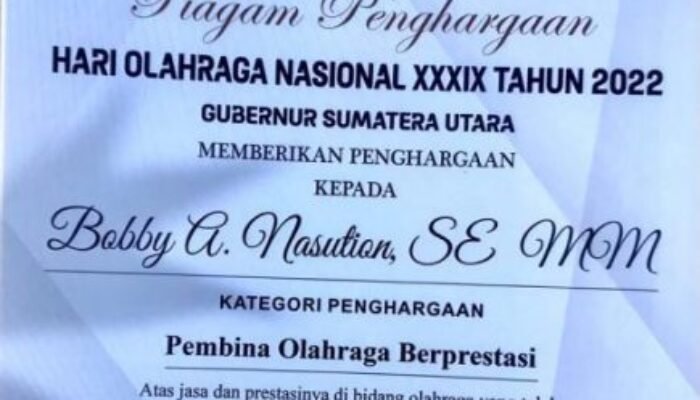 Piagam Penghargaan
HARI OLAHRAGA NASIONAL XXXIX TAHUN 2022
GUBERNUR SUMATERA UTARA
MEMBERIKAN PENGHARGAAN
KEPADA
Bobby A. Nasution, SE MM
KATEGORI PENGHARGAAN
Pembina Olahraga Berprestasi
Atas jasa dan prestasinya di bidang olahraga yang